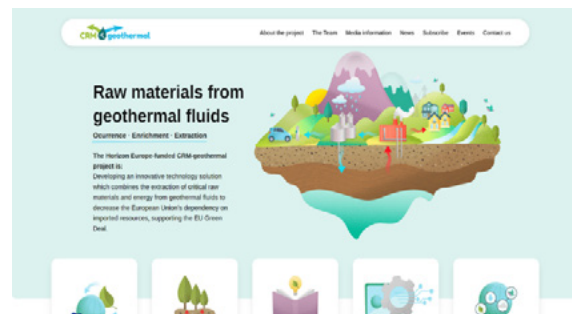 CRM geothermal
About the project The Team Media information News Subscribe Events Contact us
Raw materials from
geothermal fluids
Ocurrence - Enrichment - Extraction
The Horizon Europe-funded CRM-geothermal
project is:
Developing an innovative technology solution
which combines the extraction of critical raw
materials and energy from geothermal fluids to
decrease the European Union's dependency on
imported resources, supporting the EU Green
Deal.